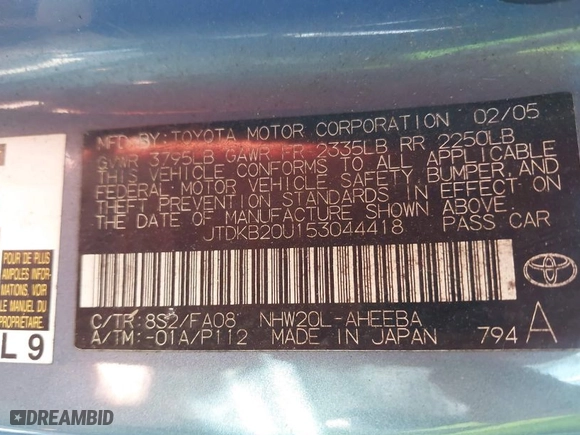 MFD. BY: TOYOTA MOTOR CORPORATION 02/05
GVWR 3795LB GAWR FR 2335LB RR 2250LB
THIS VEHICLE CONFORMS TO ALL APPLICABLE
FEDERAL MOTOR VEHICLE SAFETY, BUMPER, AND
THEFT PREVENTION STANDARDS IN EFFECT ON
THE DATE OF MANUFACTURE SHOWN ABOVE.
JTDKB20U153044418 PASS CAR
C/TR: 8S2/FA08 NHW20L-AHEEBA
A/TM: -01A/P112 MADE IN JAPAN 794 A
POUR DE PLUS
AMPLES INFOR-
MATIONS. VOIR
DU
PROPRIÉTAIRE
L 9
DREAMBID